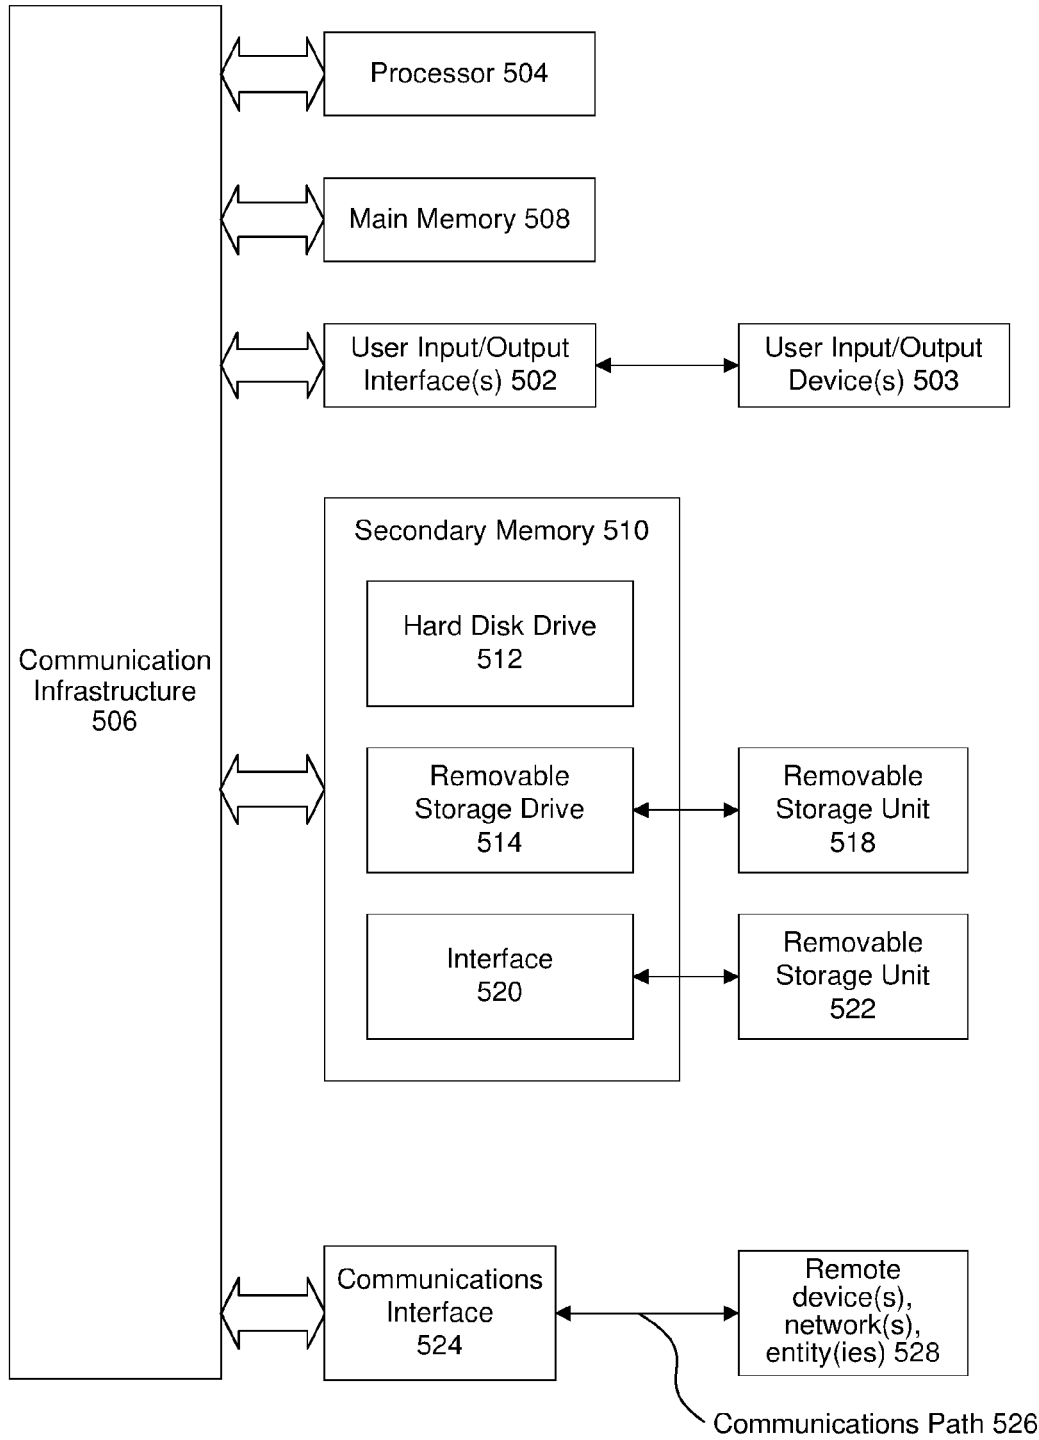 Processor 504
Main Memory 508
User Input/Output
Interface(s) 502
User Input/Output
Device(s) 503
Secondary Memory 510
Hard Disk Drive
512
Communication
Infrastructure
506
Removable
Storage Drive
514
Removable
Storage Unit
518
Interface
520
Removable
Storage Unit
522
Communications
Interface
524
Remote
device(s),
network(s),
entity(ies) 528
Communications Path 526